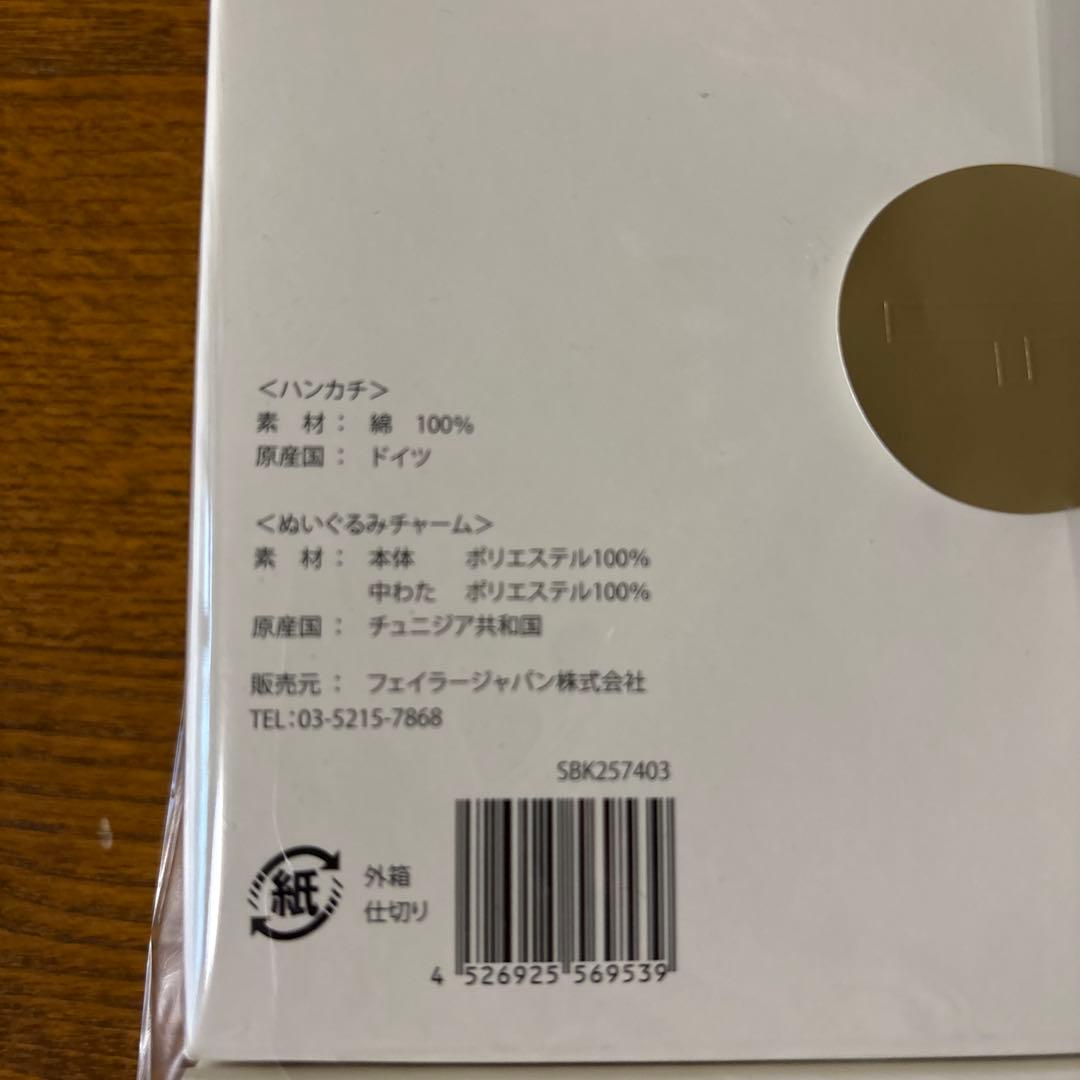 ＜ハンカチ＞
素　材：　綿　100%
原産国：　ドイツ
＜ぬいぐるみチャーム＞
素　材：　本体　　ポリエステル100%
中わた　ポリエステル100%
原産国：　チュニジア共和国
販売元：　フェイラージャパン株式会社
TEL:03-5215-7868
SBK257403
紙
外箱
仕切り
4 526925 569539